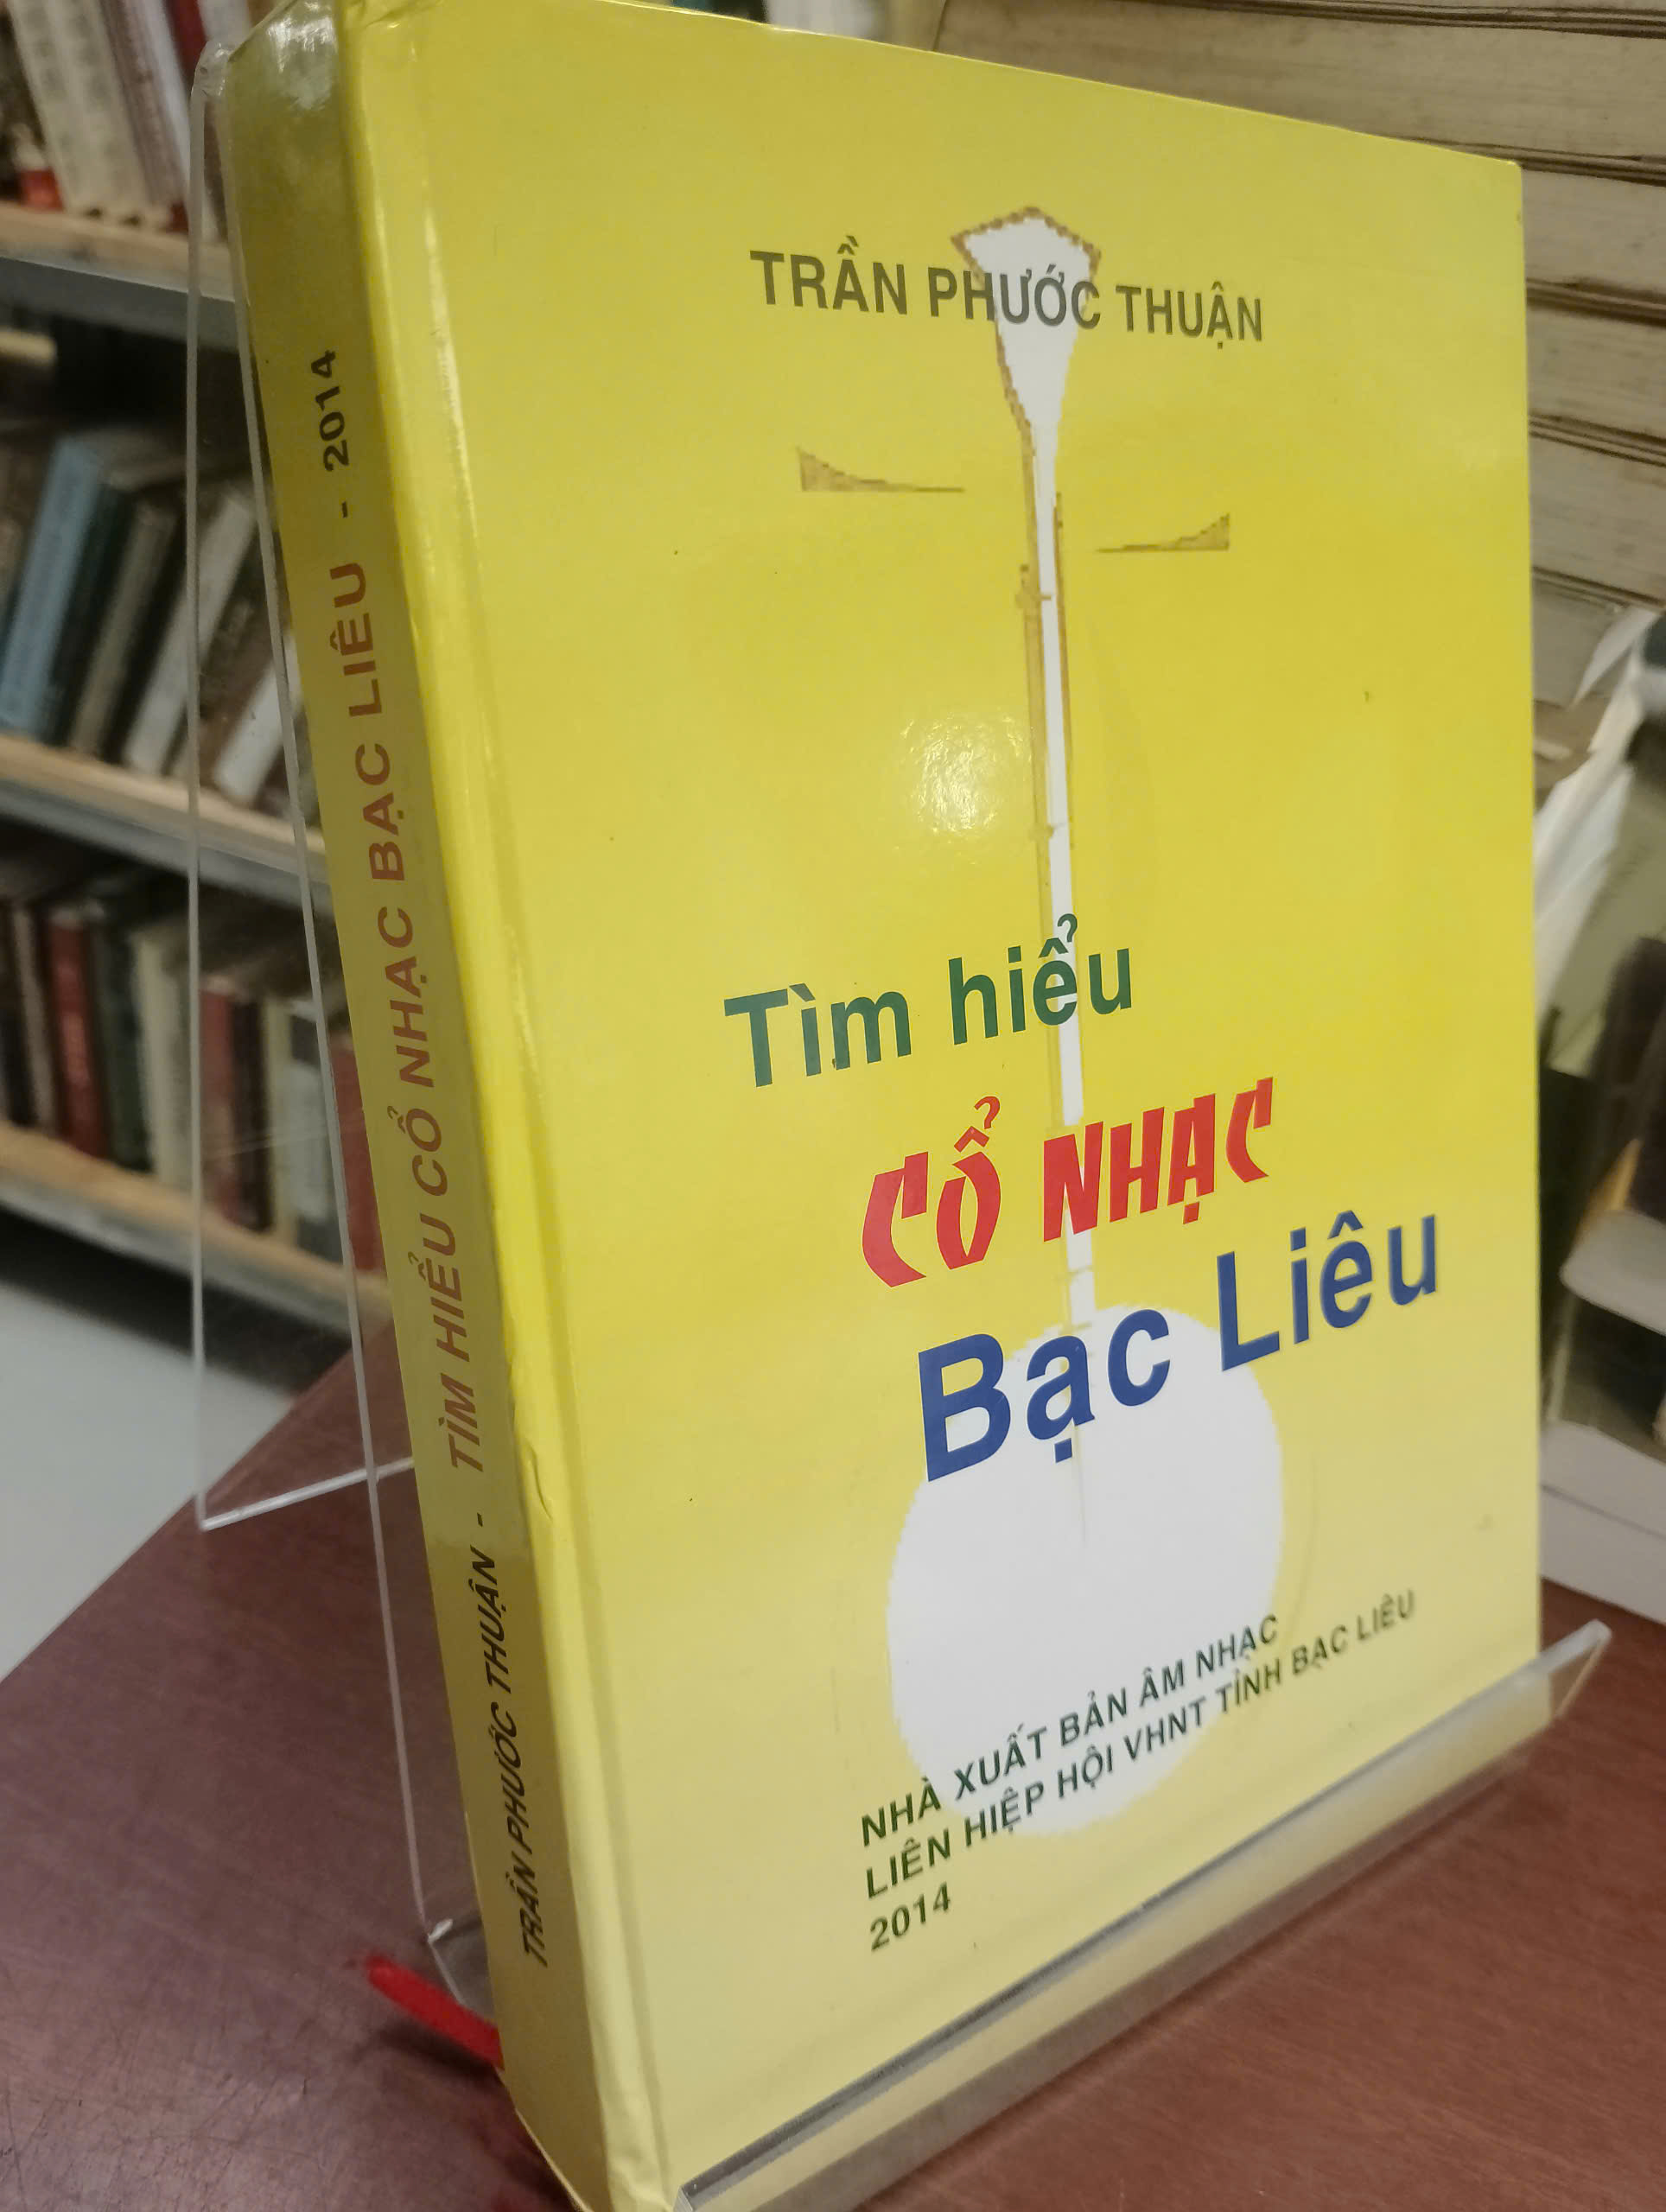 TRẦN PHƯỚC THUẬN
Tìm hiểu
CỔ NHẠC
Bạc Liêu
NHÀ XUẤT BẢN ÂM NHẠC
LIÊN HIỆP HỘI VHNT TỈNH BẠC LIÊU
2014
TRẦN PHƯỚC THUẬN - TÌM HIỂU CỔ NHẠC BẠC LIÊU - 2014